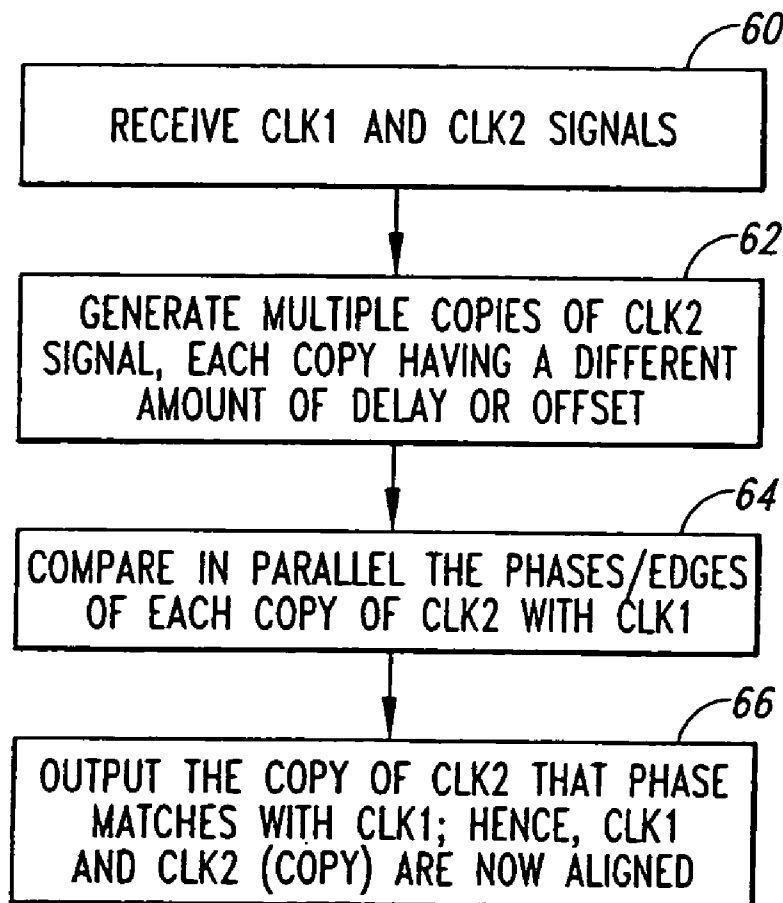 60
RECEIVE CLK1 AND CLK2 SIGNALS
62
GENERATE MULTIPLE COPIES OF CLK2
SIGNAL, EACH COPY HAVING A DIFFERENT
AMOUNT OF DELAY OR OFFSET
64
COMPARE IN PARALLEL THE PHASES/EDGES
OF EACH COPY OF CLK2 WITH CLK1
66
OUTPUT THE COPY OF CLK2 THAT PHASE
MATCHES WITH CLK1; HENCE, CLK1
AND CLK2 (COPY) ARE NOW ALIGNED